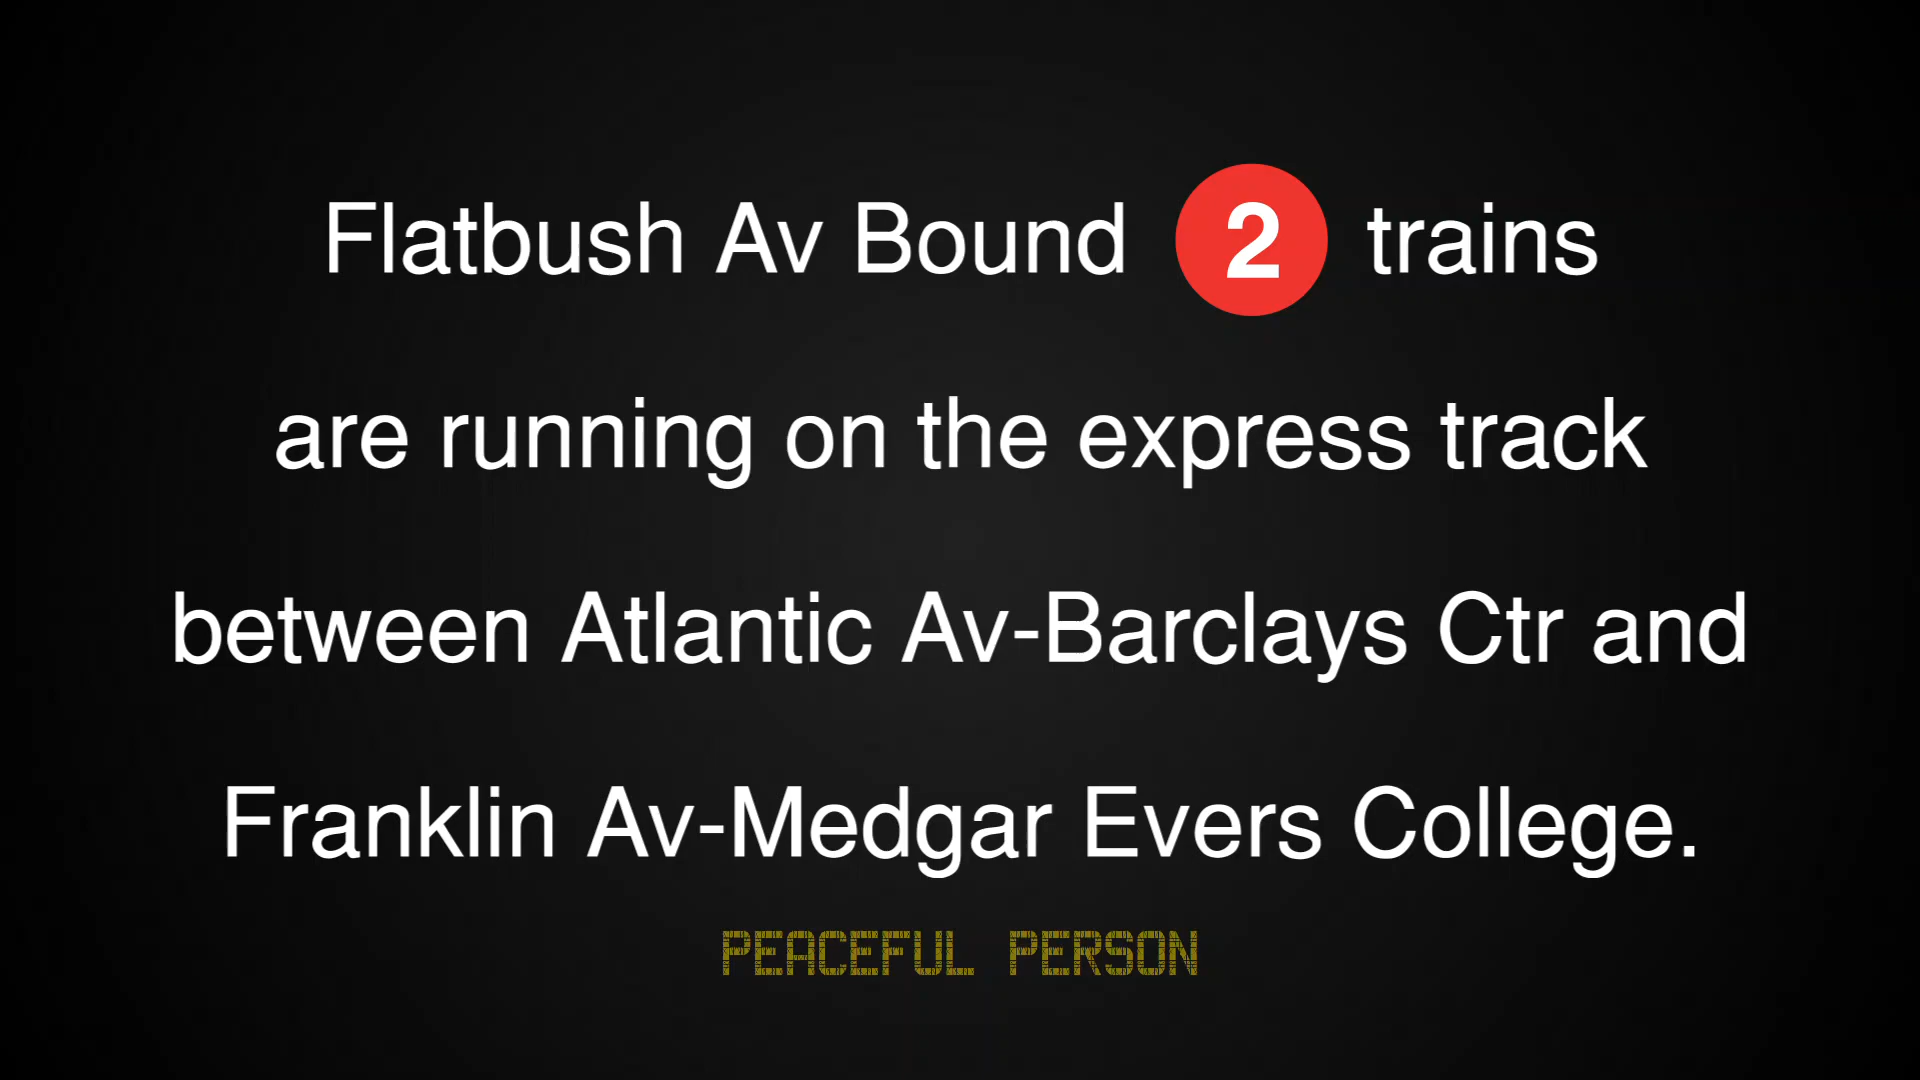 Flatbush Av Bound 2 trains
are running on the express track
between Atlantic Av-Barclays Ctr and
Franklin Av-Medgar Evers College.
PEACEFUL PERSON